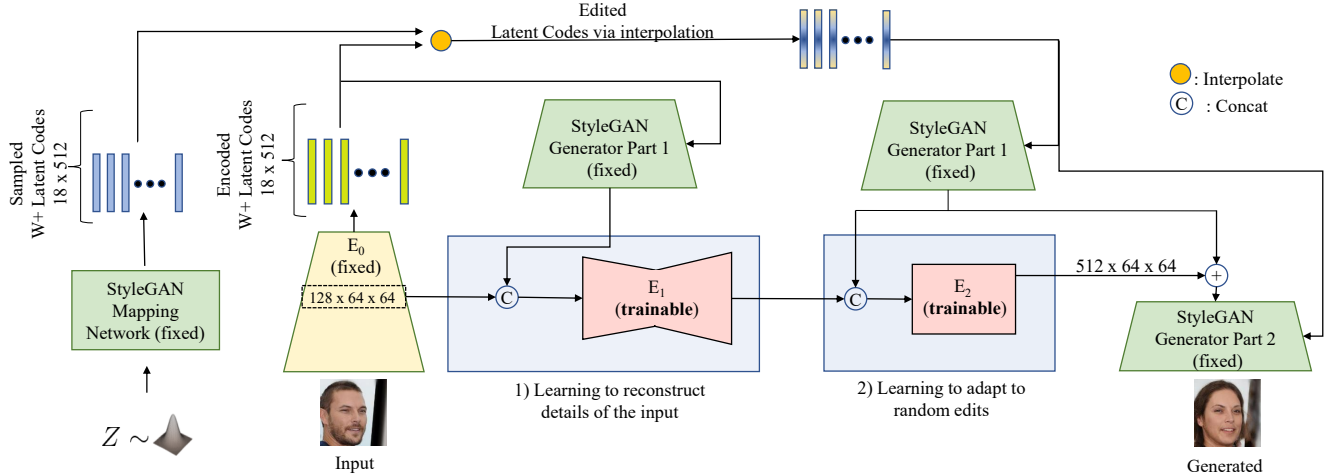 Edited
Latent Codes via interpolation
: Interpolate
C : Concat
Sampled
W+ Latent Codes
18 x 512
Encoded
W+ Latent Codes
18 x 512
StyleGAN
Generator Part 1
(fixed)
StyleGAN
Generator Part 1
(fixed)
E0
(fixed)
128 x 64 x 64
StyleGAN
Mapping
Network (fixed)
C
E1
(trainable)
C
E2
(trainable)
512 x 64 x 64
+
StyleGAN
Generator Part 2
(fixed)
1) Learning to reconstruct
details of the input
2) Learning to adapt to
random edits
Z ~
Input
Generated